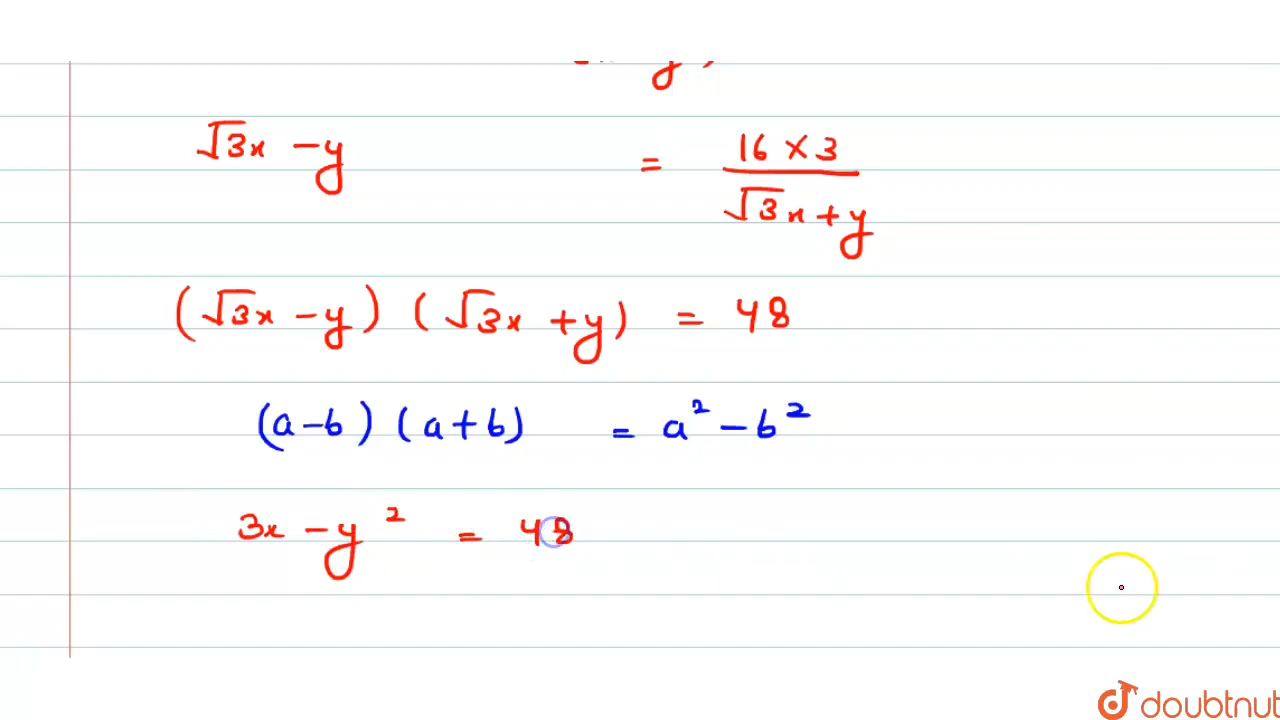 √3x - y = 16 × 3 / √3x + y
(√3x - y) (√3x + y) = 48
(a - b) (a + b) = a² - b²
3x - y² = 48
doubtnut